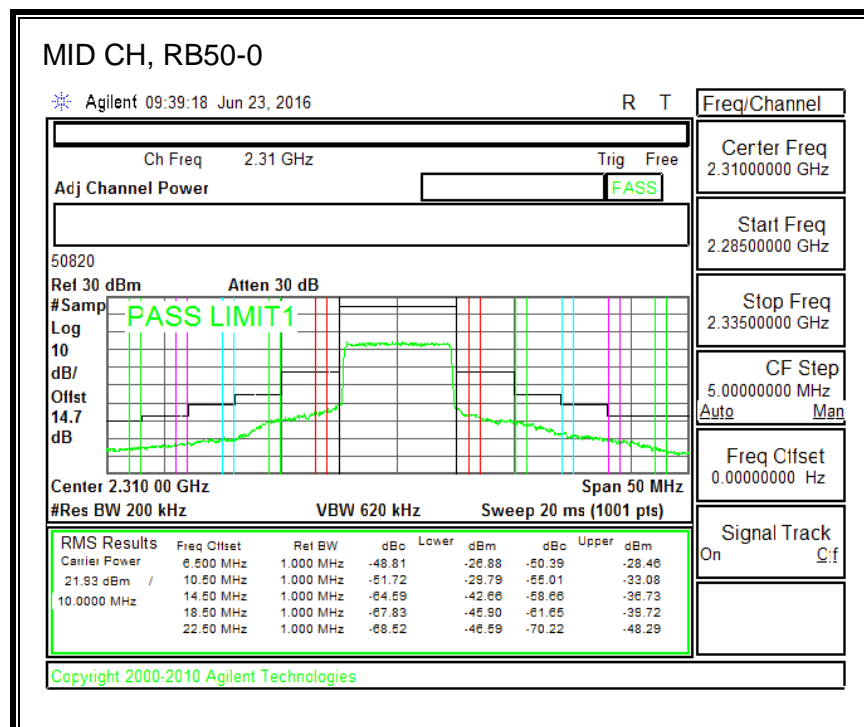 MID CH, RB50-0
Agilent 09:39:18 Jun 23, 2016 R T
Freq/Channel
Ch Freq 2.31 GHz Trig Free
Adj Channel Power PASS
Center Freq
2.31000000 GHz
Start Freq
2.28500000 GHz
Stop Freq
2.33500000 GHz
CF Step
5.00000000 MHz
Auto Man
Freq Offset
0.00000000 Hz
Signal Track
On Off
50820
Ref 30 dBm Atten 30 dB
#Samp
Log
10
dB/
Offst
14.7
dB
PASS LIMIT1
Center 2.310 00 GHz Span 50 MHz
#Res BW 200 kHz VBW 620 kHz Sweep 20 ms (1001 pts)
RMS Results Freq Offset Ref BW dBc Lower dBm dBc Upper dBm
Carrier Power 6.500 MHz 1.000 MHz -48.81 -26.88 -50.39 -28.46
21.93 dBm / 10.50 MHz 1.000 MHz -51.72 -29.79 -55.01 -33.08
10.0000 MHz 14.50 MHz 1.000 MHz -64.59 -42.66 -58.66 -36.73
18.50 MHz 1.000 MHz -67.83 -45.90 -61.65 -39.72
22.50 MHz 1.000 MHz -68.52 -46.59 -70.22 -48.29
Copyright 2000-2010 Agilent Technologies